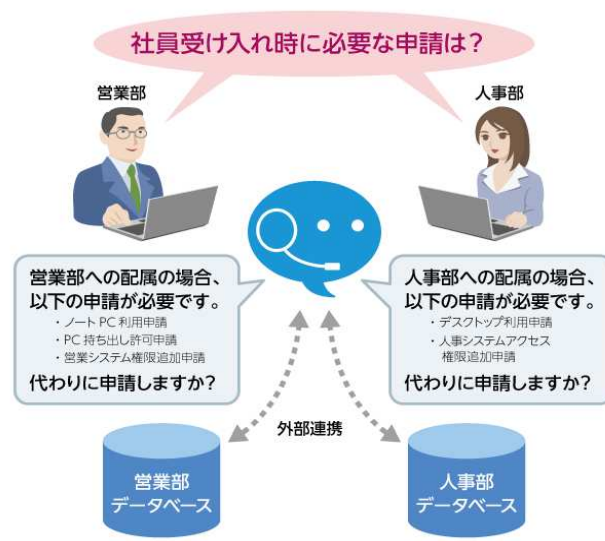 社員受け入れ時に必要な申請は?
営業部
人事部
営業部への配属の場合、
以下の申請が必要です。
・ノートPC利用申請
・PC持ち出し許可申請
・営業システム権限追加申請
代わりに申請しますか?
人事部への配属の場合、
以下の申請が必要です。
・デスクトップ利用申請
・人事システムアクセス
権限追加申請
代わりに申請しますか?
外部連携
営業部
データベース
人事部
データベース